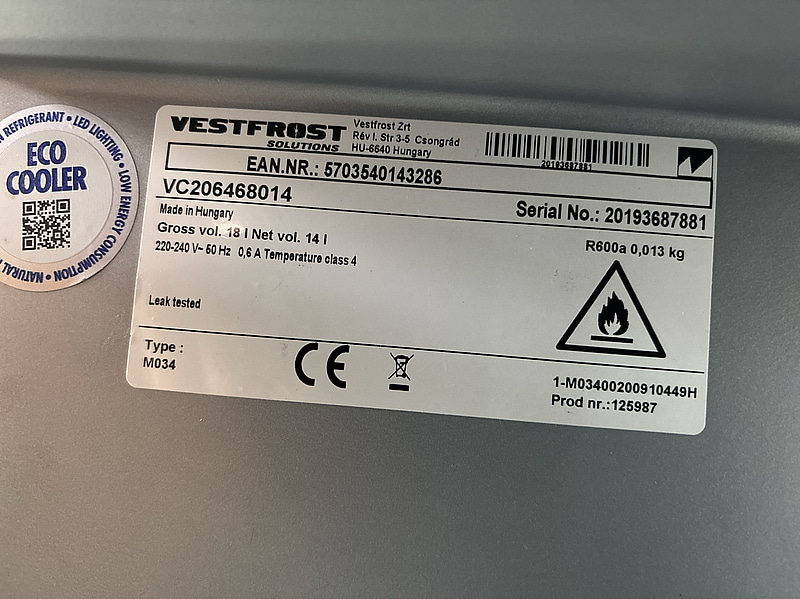 N REFRIGERANT • LED LIGHTING • LOW ENERGY CONSUMPTION • NATURAL
ECO
COOLER
VESTFROST
SOLUTIONS
Vestfrost Zrt
Rév I. Str 3-5 Csongrád
HU-6640 Hungary
20193687881
EAN.NR.: 5703540143286
VC206468014
Serial No.: 20193687881
Made in Hungary
Gross vol. 18 l Net vol. 14 l
R600a 0,013 kg
220-240 V~ 50 Hz 0,6 A Temperature class 4
Leak tested
Type :
M034
CE
1-M03400200910449H
Prod nr.:125987